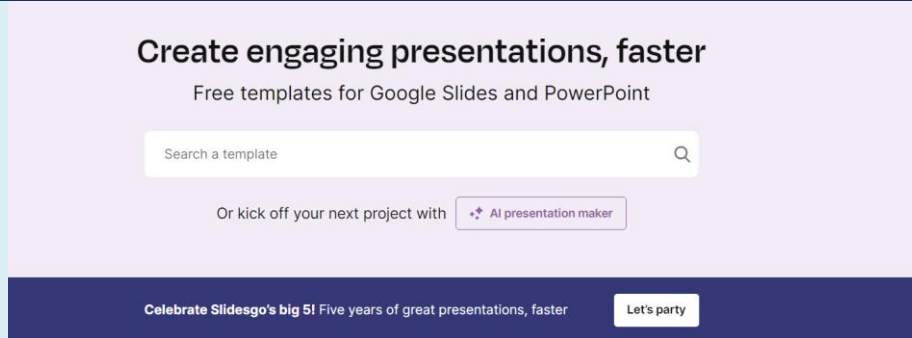 Create engaging presentations, faster
Free templates for Google Slides and PowerPoint
Search a template
Or kick off your next project with AI presentation maker
Celebrate Slidesgo's big 5! Five years of great presentations, faster Let's party